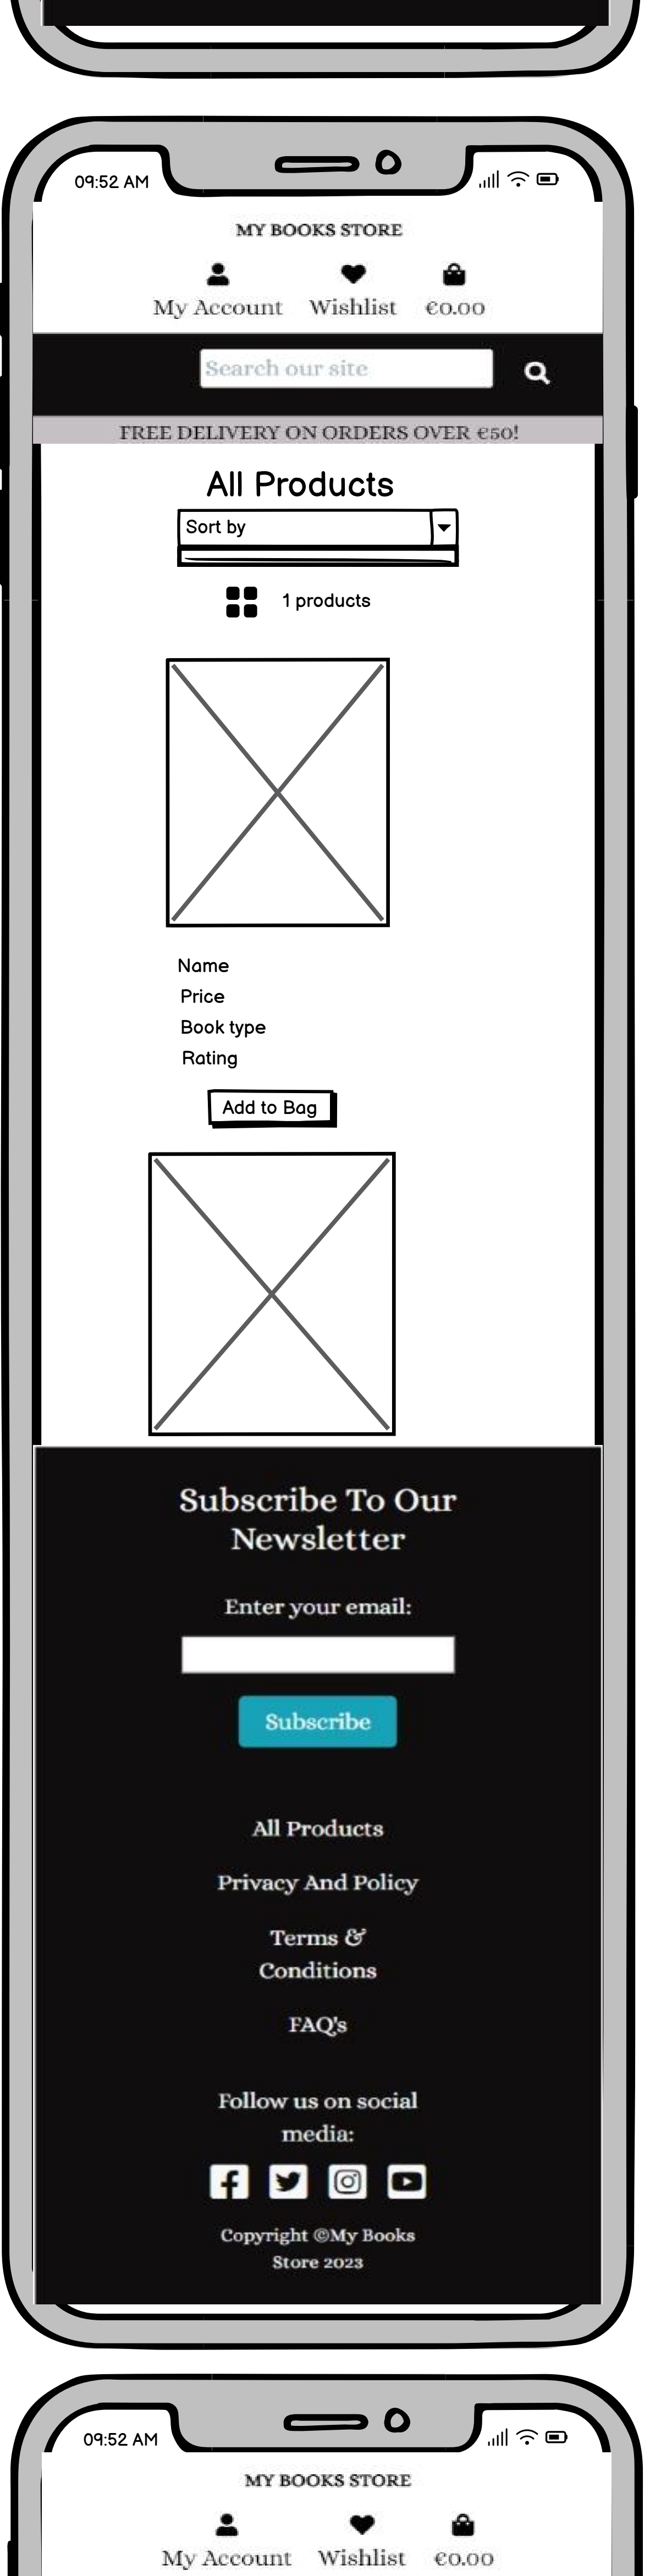 09:52 AM
MY BOOKS STORE
My Account Wishlist €0.00
Search our site
FREE DELIVERY ON ORDERS OVER €50!
All Products
Sort by
1 products
Name
Price
Book type
Rating
Add to Bag
Subscribe To Our
Newsletter
Enter your email:
Subscribe
All Products
Privacy And Policy
Terms &
Conditions
FAQ's
Follow us on social
media:
Copyright ©My Books
Store 2023
09:52 AM
MY BOOKS STORE
My Account Wishlist €0.00